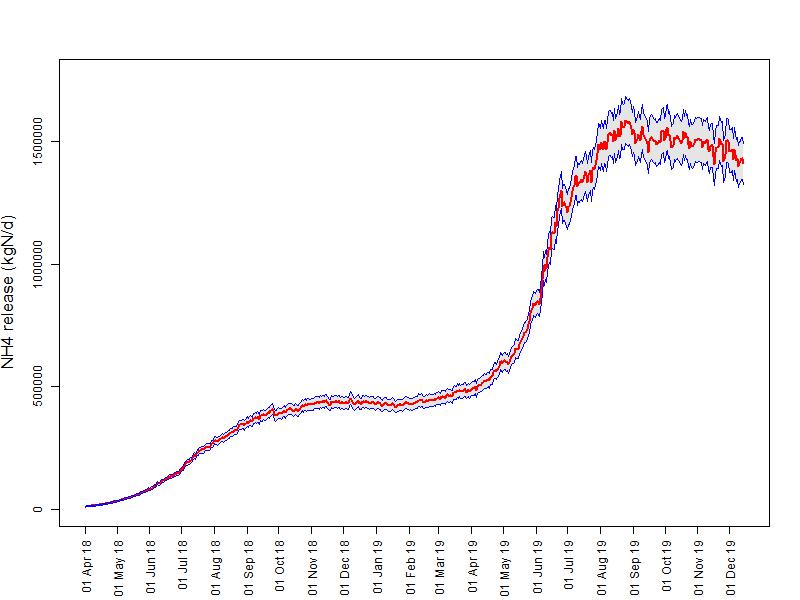 NH4 release (kgN/d)
1500000
1000000
500000
0
01 Apr 18
01 May 18
01 Jun 18
01 Jul 18
01 Aug 18
01 Sep 18
01 Oct 18
01 Nov 18
01 Dec 18
01 Jan 19
01 Feb 19
01 Mar 19
01 Apr 19
01 May 19
01 Jun 19
01 Jul 19
01 Aug 19
01 Sep 19
01 Oct 19
01 Nov 19
01 Dec 19